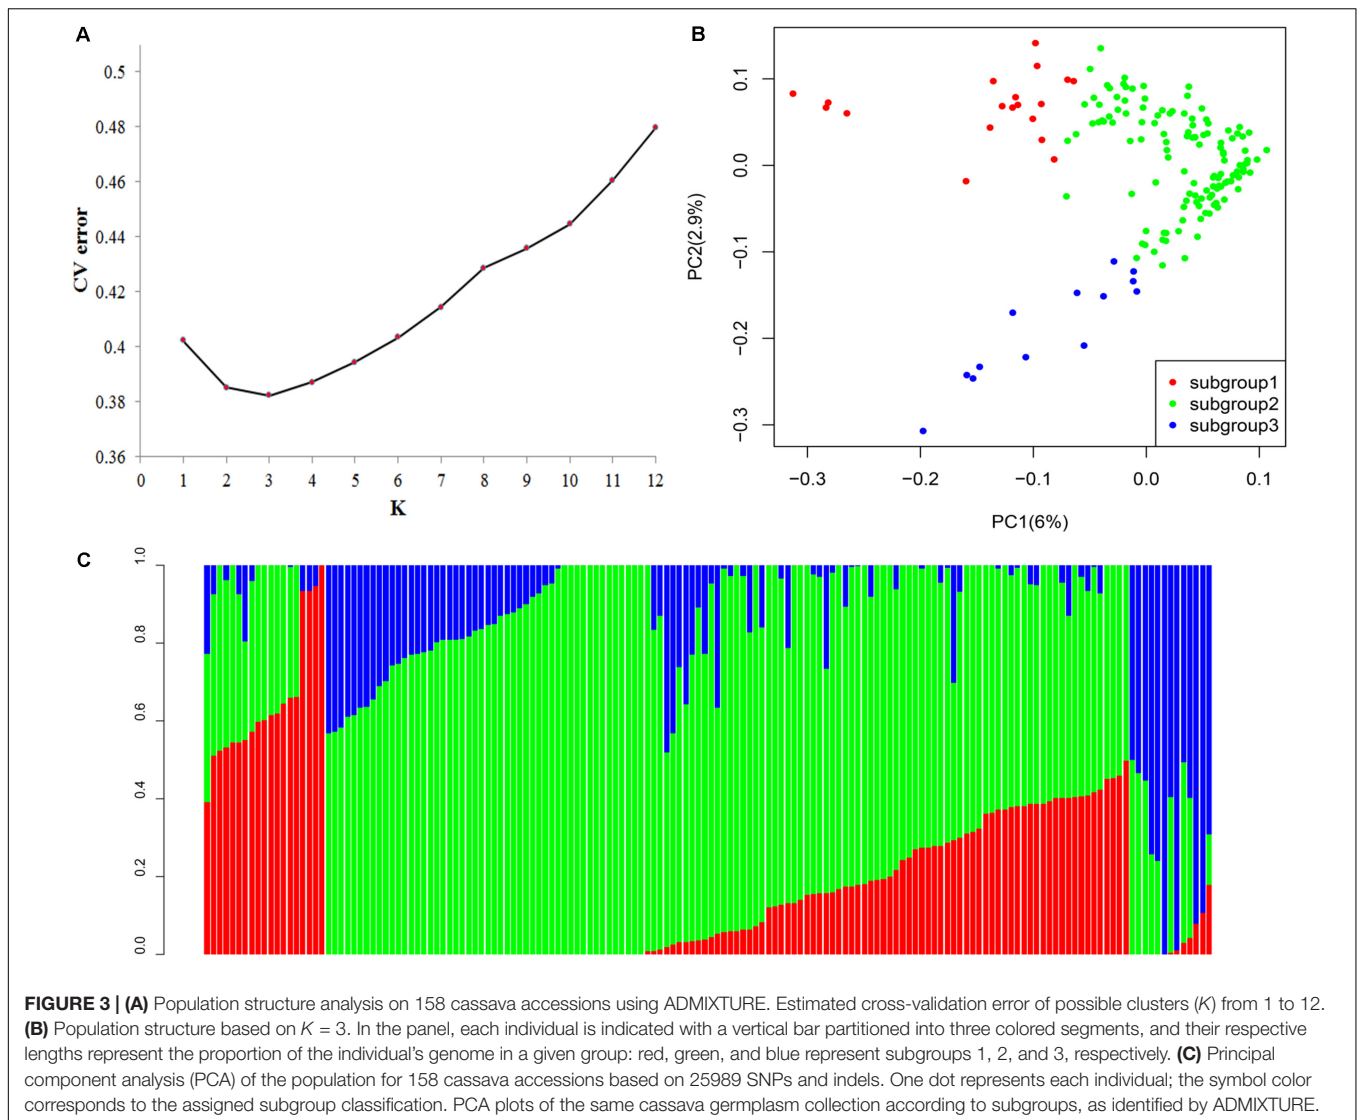 A
0.5
0.48
0.46
0.44
0.42
0.4
0.38
0.36
CV error
0 1 2 3 4 5 6 7 8 9 10 11 12
K
B
0.1
0.0
−0.1
−0.2
−0.3
PC2(2.9%)
subgroup1
subgroup2
subgroup3
−0.3 −0.2 −0.1 0.0 0.1
PC1(6%)
C
1.0
0.8
0.6
0.4
0.2
0.0
FIGURE 3 | (A) Population structure analysis on 158 cassava accessions using ADMIXTURE. Estimated cross-validation error of possible clusters (K) from 1 to 12.
(B) Population structure based on K = 3. In the panel, each individual is indicated with a vertical bar partitioned into three colored segments, and their respective
lengths represent the proportion of the individual's genome in a given group: red, green, and blue represent subgroups 1, 2, and 3, respectively. (C) Principal
component analysis (PCA) of the population for 158 cassava accessions based on 25989 SNPs and indels. One dot represents each individual; the symbol color
corresponds to the assigned subgroup classification. PCA plots of the same cassava germplasm collection according to subgroups, as identified by ADMIXTURE.